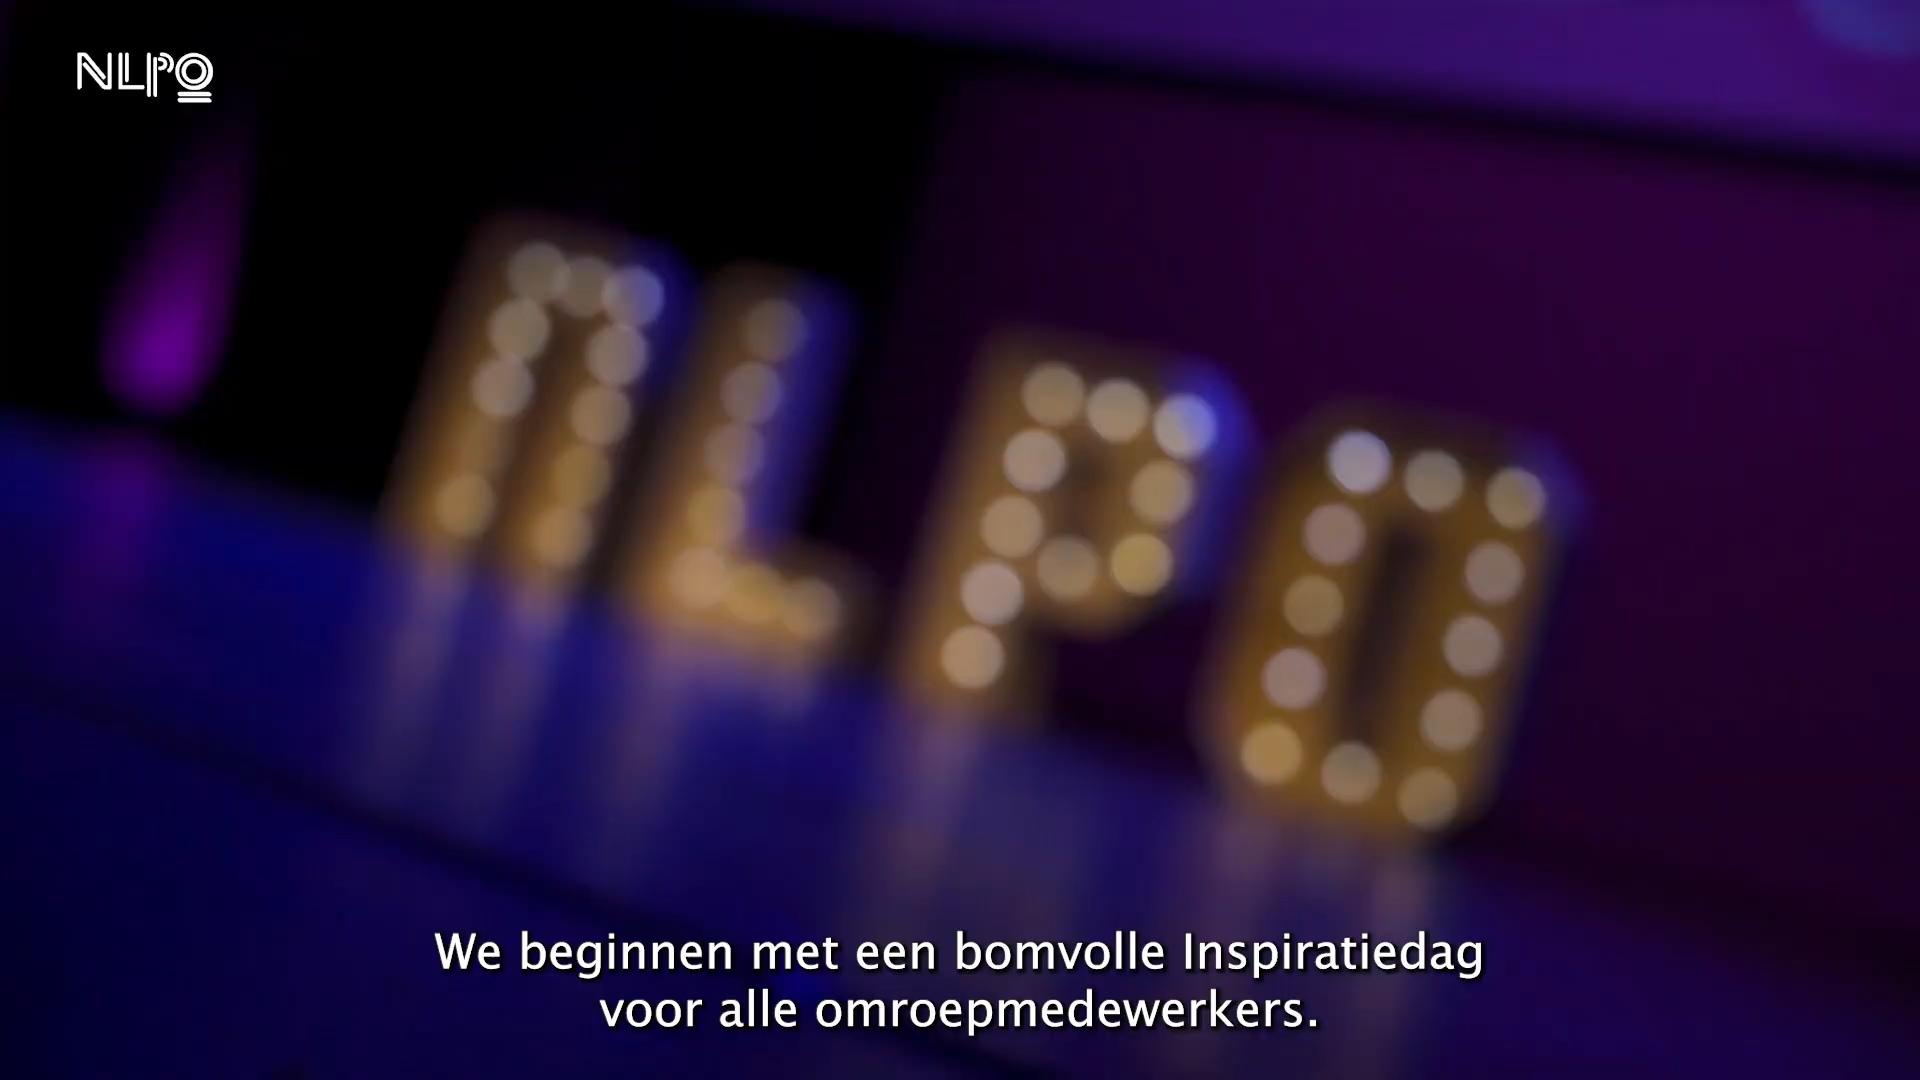 NLPO
NLPO
We beginnen met een bomvolle Inspiratiedag
voor alle omroepmedewerkers.